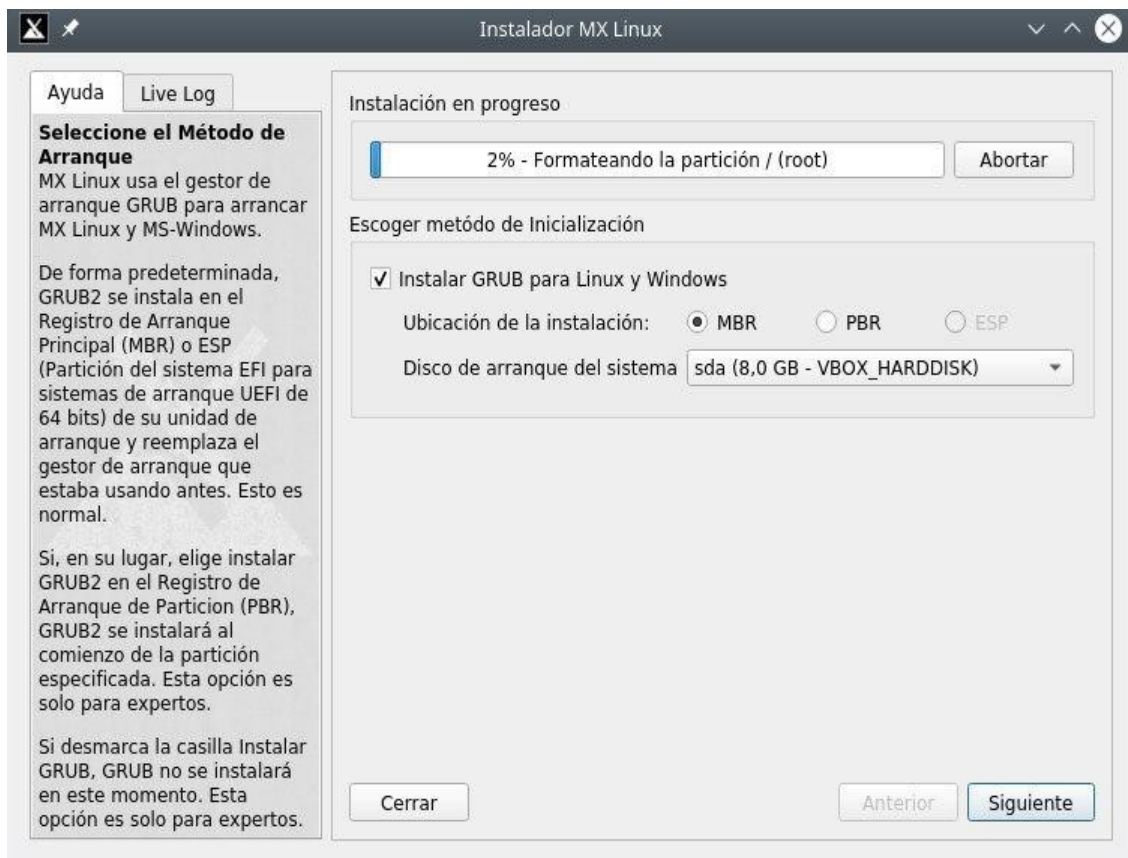 Instalador MX Linux
Ayuda
Live Log
Seleccione el Método de
Arranque
MX Linux usa el gestor de
arranque GRUB para arrancar
MX Linux y MS-Windows.
De forma predeterminada,
GRUB2 se instala en el
Registro de Arranque
Principal (MBR) o ESP
(Partición del sistema EFI para
sistemas de arranque UEFI de
64 bits) de su unidad de
arranque y reemplaza el
gestor de arranque que
estaba usando antes. Esto es
normal.
Si, en su lugar, elige instalar
GRUB2 en el Registro de
Arranque de Particion (PBR),
GRUB2 se instalará al
comienzo de la partición
especificada. Esta opción es
solo para expertos.
Si desmarca la casilla Instalar
GRUB, GRUB no se instalará
en este momento. Esta
opción es solo para expertos.
Instalación en progreso
2% - Formateando la partición / (root)
Abortar
Escoger metódo de Inicialización
Instalar GRUB para Linux y Windows
Ubicación de la instalación: MBR PBR ESP
Disco de arranque del sistema sda (8,0 GB - VBOX_HARDDISK)
Cerrar
Anterior
Siguiente